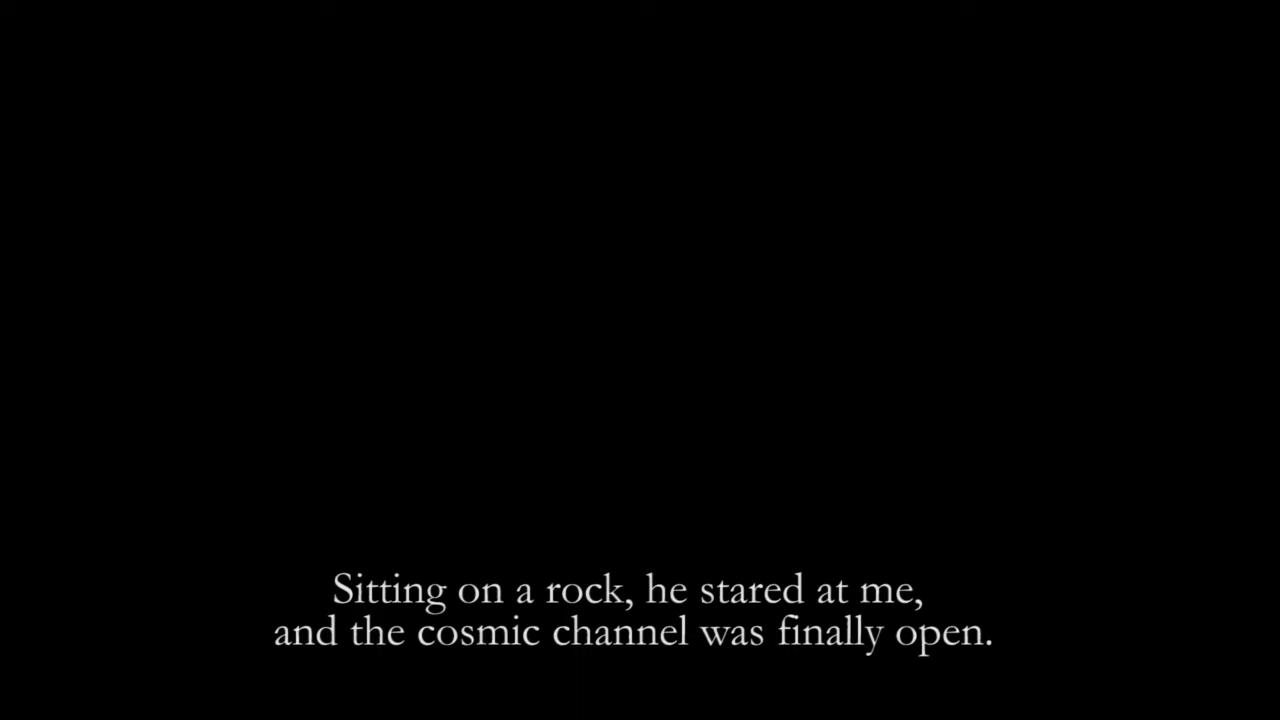 Sitting on a rock, he stared at me,
and the cosmic channel was finally open.